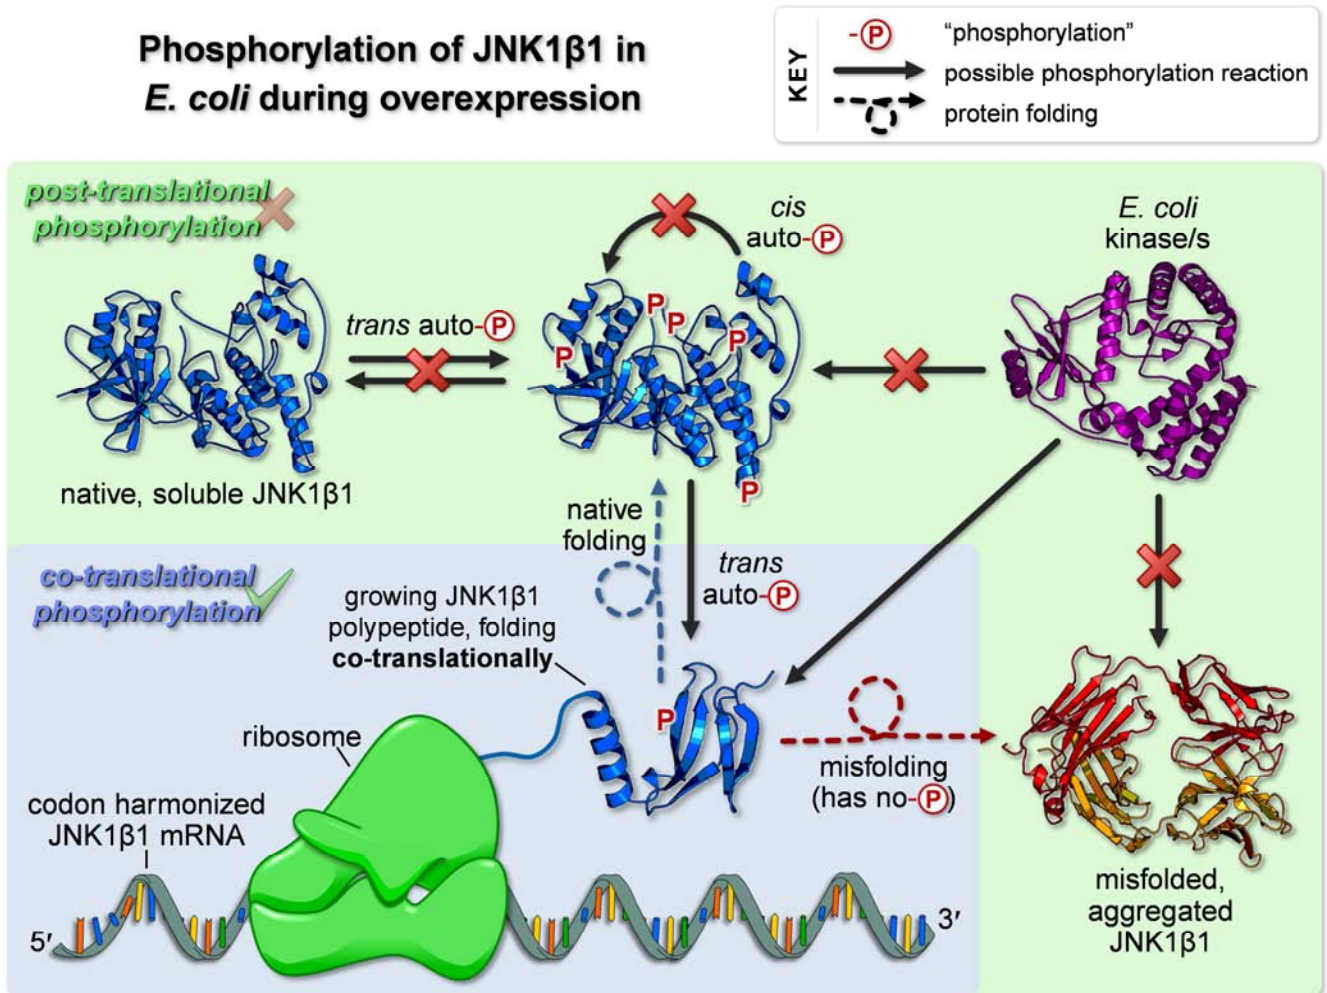 Phosphorylation of JNK1β1 in
E. coli during overexpression
KEY
-P "phosphorylation"
possible phosphorylation reaction
protein folding
post-translational
phosphorylation
cis
auto-P
E. coli
kinase/s
trans auto-P
P
P
P
P
P
native, soluble JNK1β1
native
folding
trans
auto-P
co-translational
phosphorylation
growing JNK1β1
polypeptide, folding
co-translationally
P
ribosome
misfolding
(has no-P)
codon harmonized
JNK1β1 mRNA
5′
3′
misfolded,
aggregated
JNK1β1